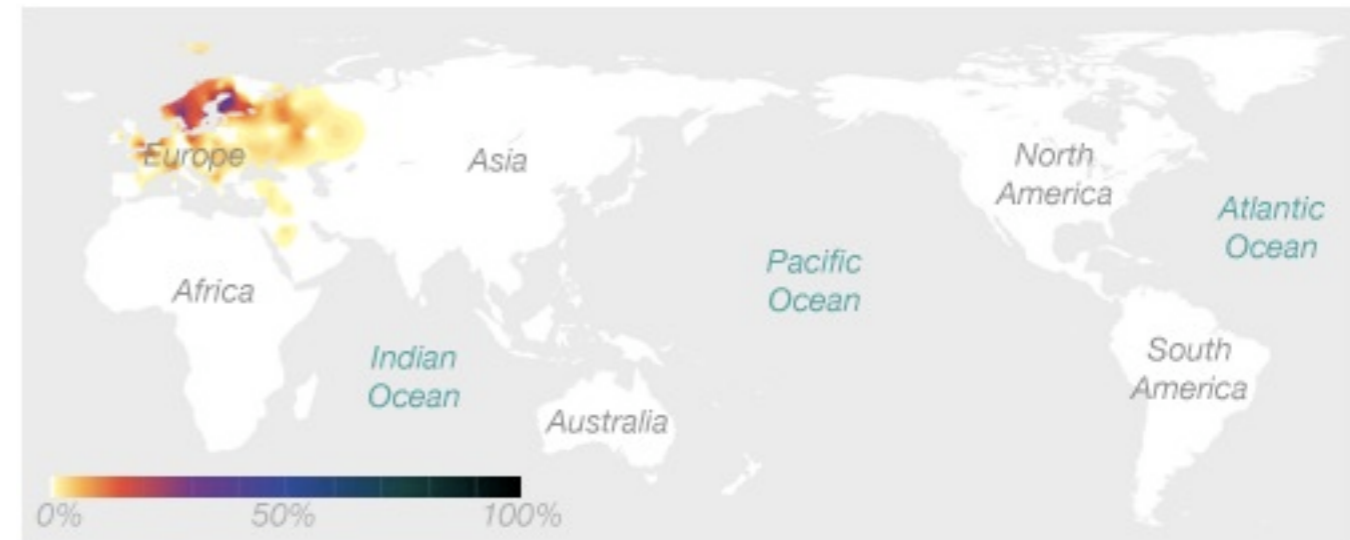 Europe
Asia
North
America
Atlantic
Ocean
Pacific
Ocean
Africa
Indian
Ocean
South
America
Australia
0% 50% 100%